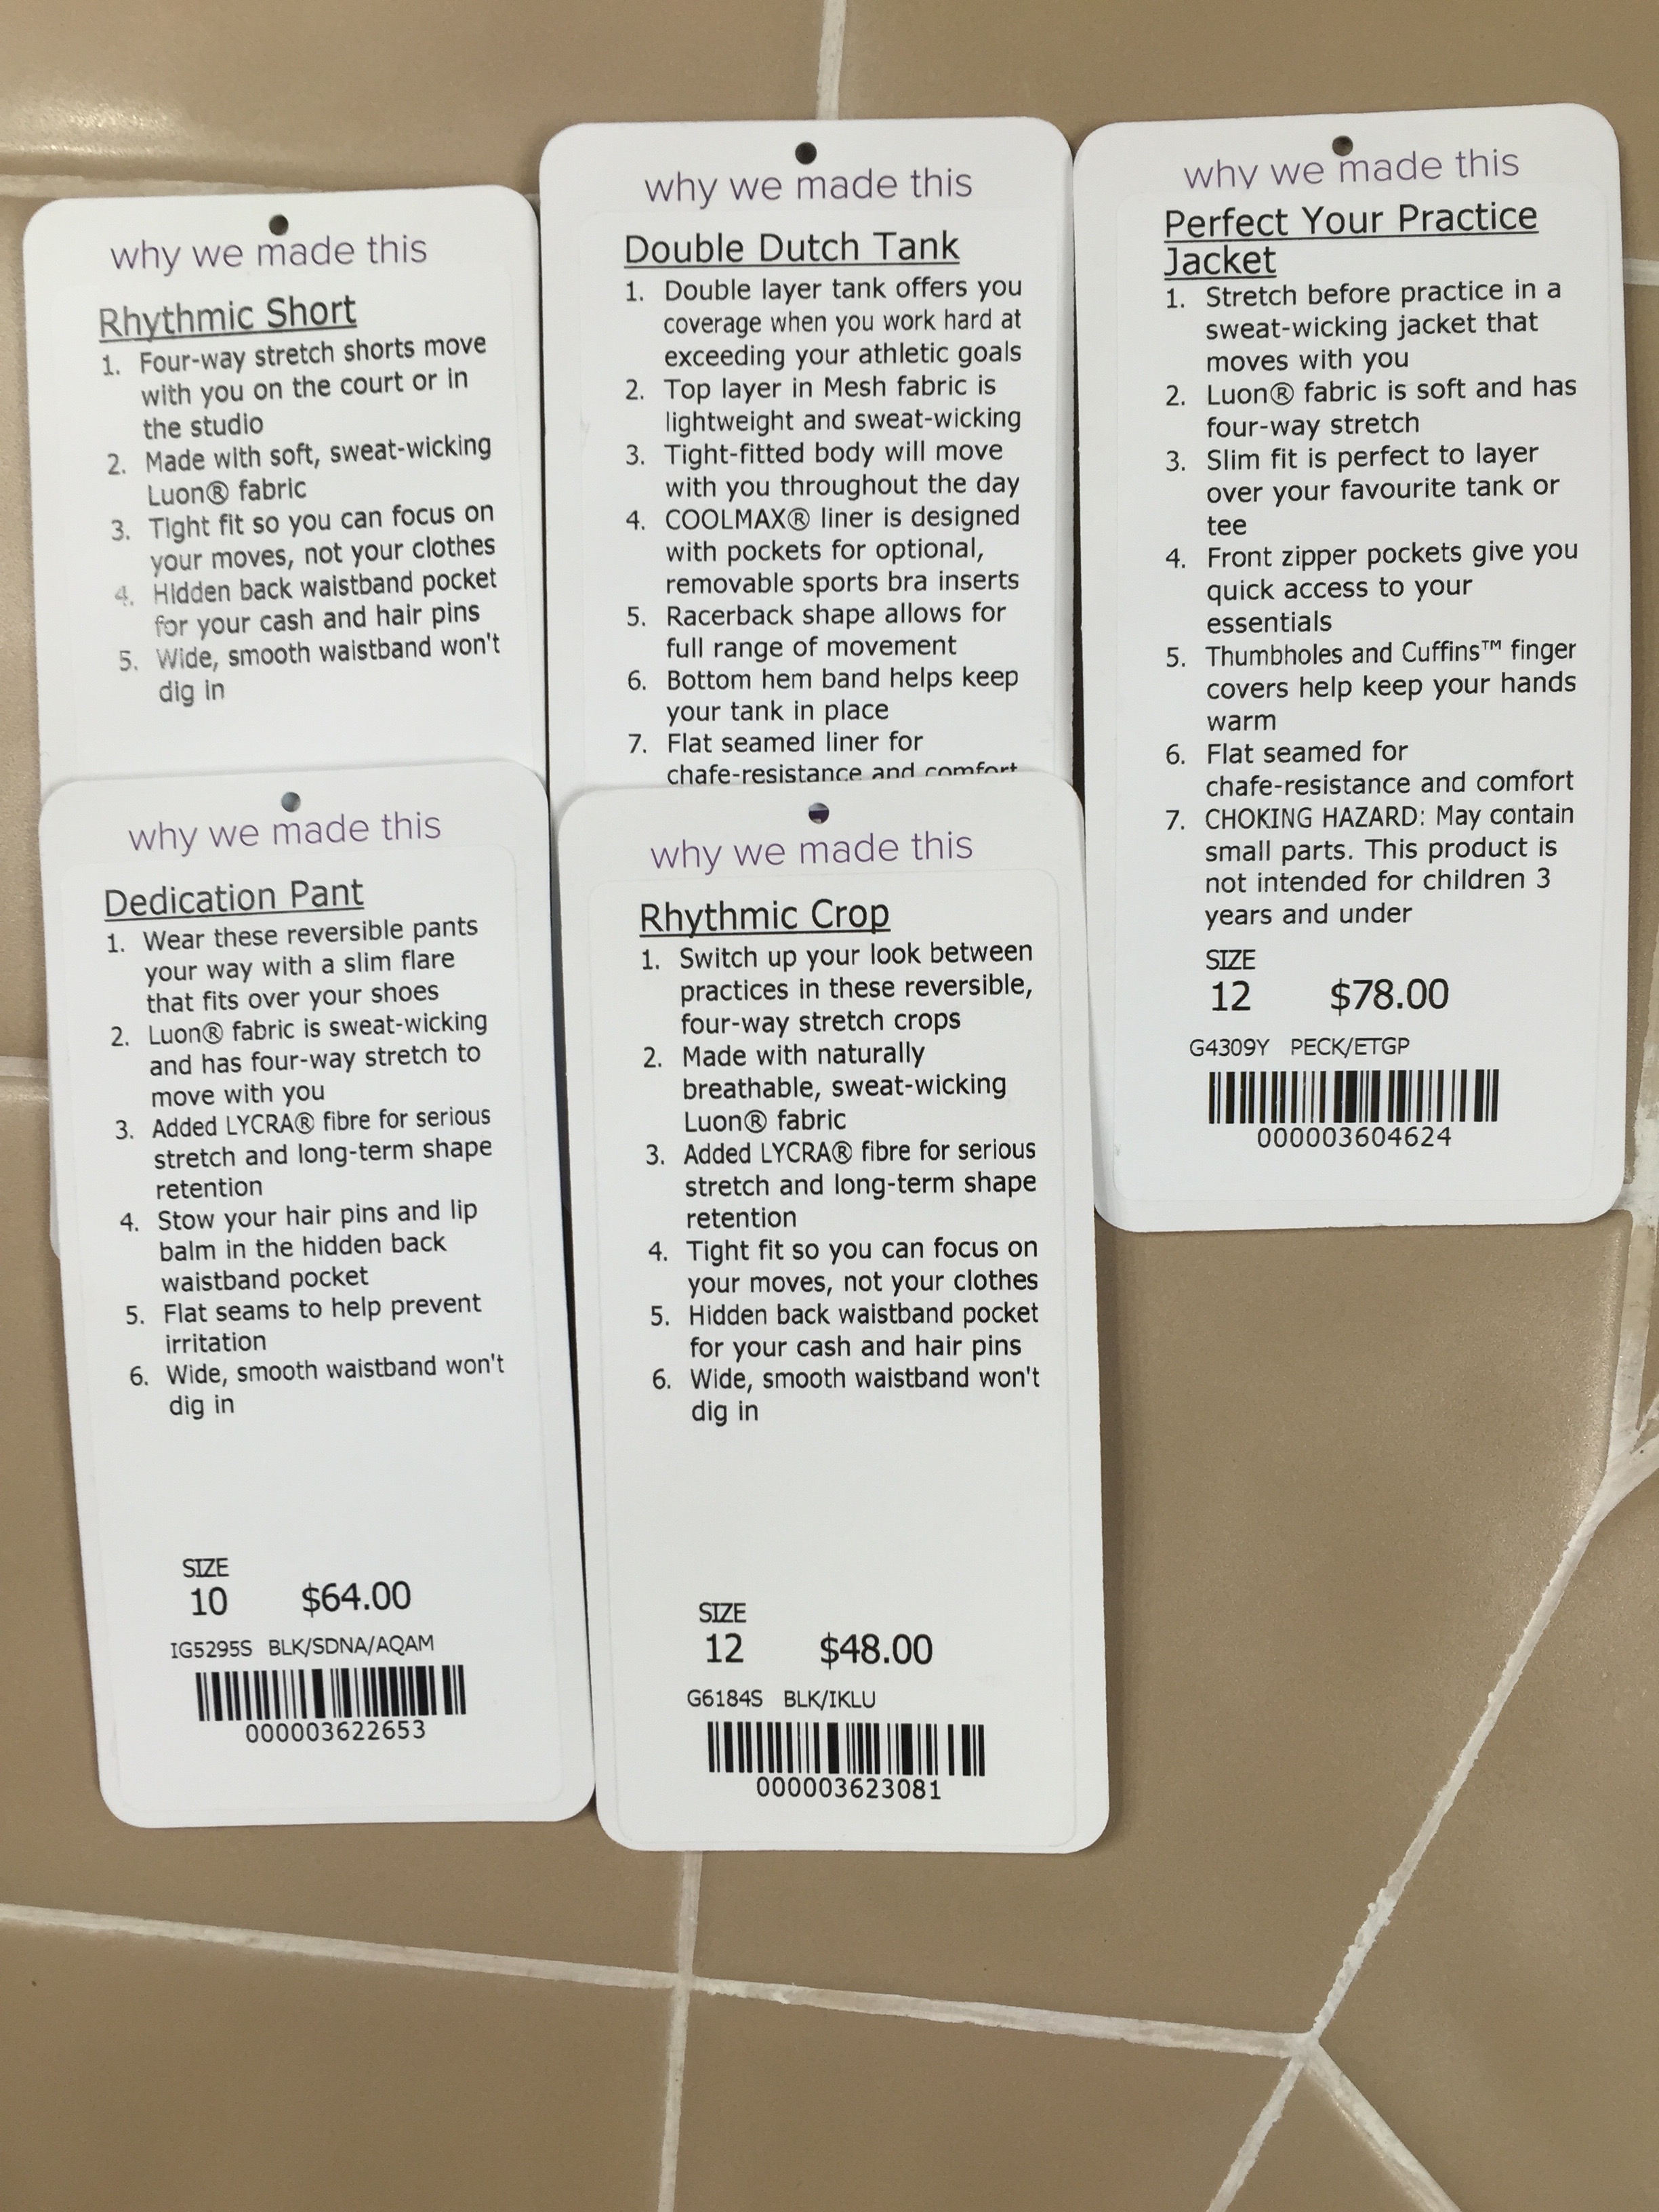 why we made this
Rhythmic Short
1. Four-way stretch shorts move
with you on the court or in
the studio
2. Made with soft, sweat-wicking
Luon® fabric
3. Tight fit so you can focus on
your moves, not your clothes
4. Hidden back waistband pocket
for your cash and hair pins
5. Wide, smooth waistband won't
dig in
why we made this
Double Dutch Tank
1. Double layer tank offers you
coverage when you work hard at
exceeding your athletic goals
2. Top layer in Mesh fabric is
lightweight and sweat-wicking
3. Tight-fitted body will move
with you throughout the day
4. COOLMAX® liner is designed
with pockets for optional,
removable sports bra inserts
5. Racerback shape allows for
full range of movement
6. Bottom hem band helps keep
your tank in place
7. Flat seamed liner for
chafe-resistance and comfort
why we made this
Perfect Your Practice
Jacket
1. Stretch before practice in a
sweat-wicking jacket that
moves with you
2. Luon® fabric is soft and has
four-way stretch
3. Slim fit is perfect to layer
over your favourite tank or
tee
4. Front zipper pockets give you
quick access to your
essentials
5. Thumbholes and Cuffins™ finger
covers help keep your hands
warm
6. Flat seamed for
chafe-resistance and comfort
7. CHOKING HAZARD: May contain
small parts. This product is
not intended for children 3
years and under
SIZE
12 $78.00
G4309Y PECK/ETGP
000003604624
why we made this
Dedication Pant
1. Wear these reversible pants
your way with a slim flare
that fits over your shoes
2. Luon® fabric is sweat-wicking
and has four-way stretch to
move with you
3. Added LYCRA® fibre for serious
stretch and long-term shape
retention
4. Stow your hair pins and lip
balm in the hidden back
waistband pocket
5. Flat seams to help prevent
irritation
6. Wide, smooth waistband won't
dig in
SIZE
10 $64.00
IG5295S BLK/SDNA/AQAM
000003622653
why we made this
Rhythmic Crop
1. Switch up your look between
practices in these reversible,
four-way stretch crops
2. Made with naturally
breathable, sweat-wicking
Luon® fabric
3. Added LYCRA® fibre for serious
stretch and long-term shape
retention
4. Tight fit so you can focus on
your moves, not your clothes
5. Hidden back waistband pocket
for your cash and hair pins
6. Wide, smooth waistband won't
dig in
SIZE
12 $48.00
G6184S BLK/IKLU
000003623081